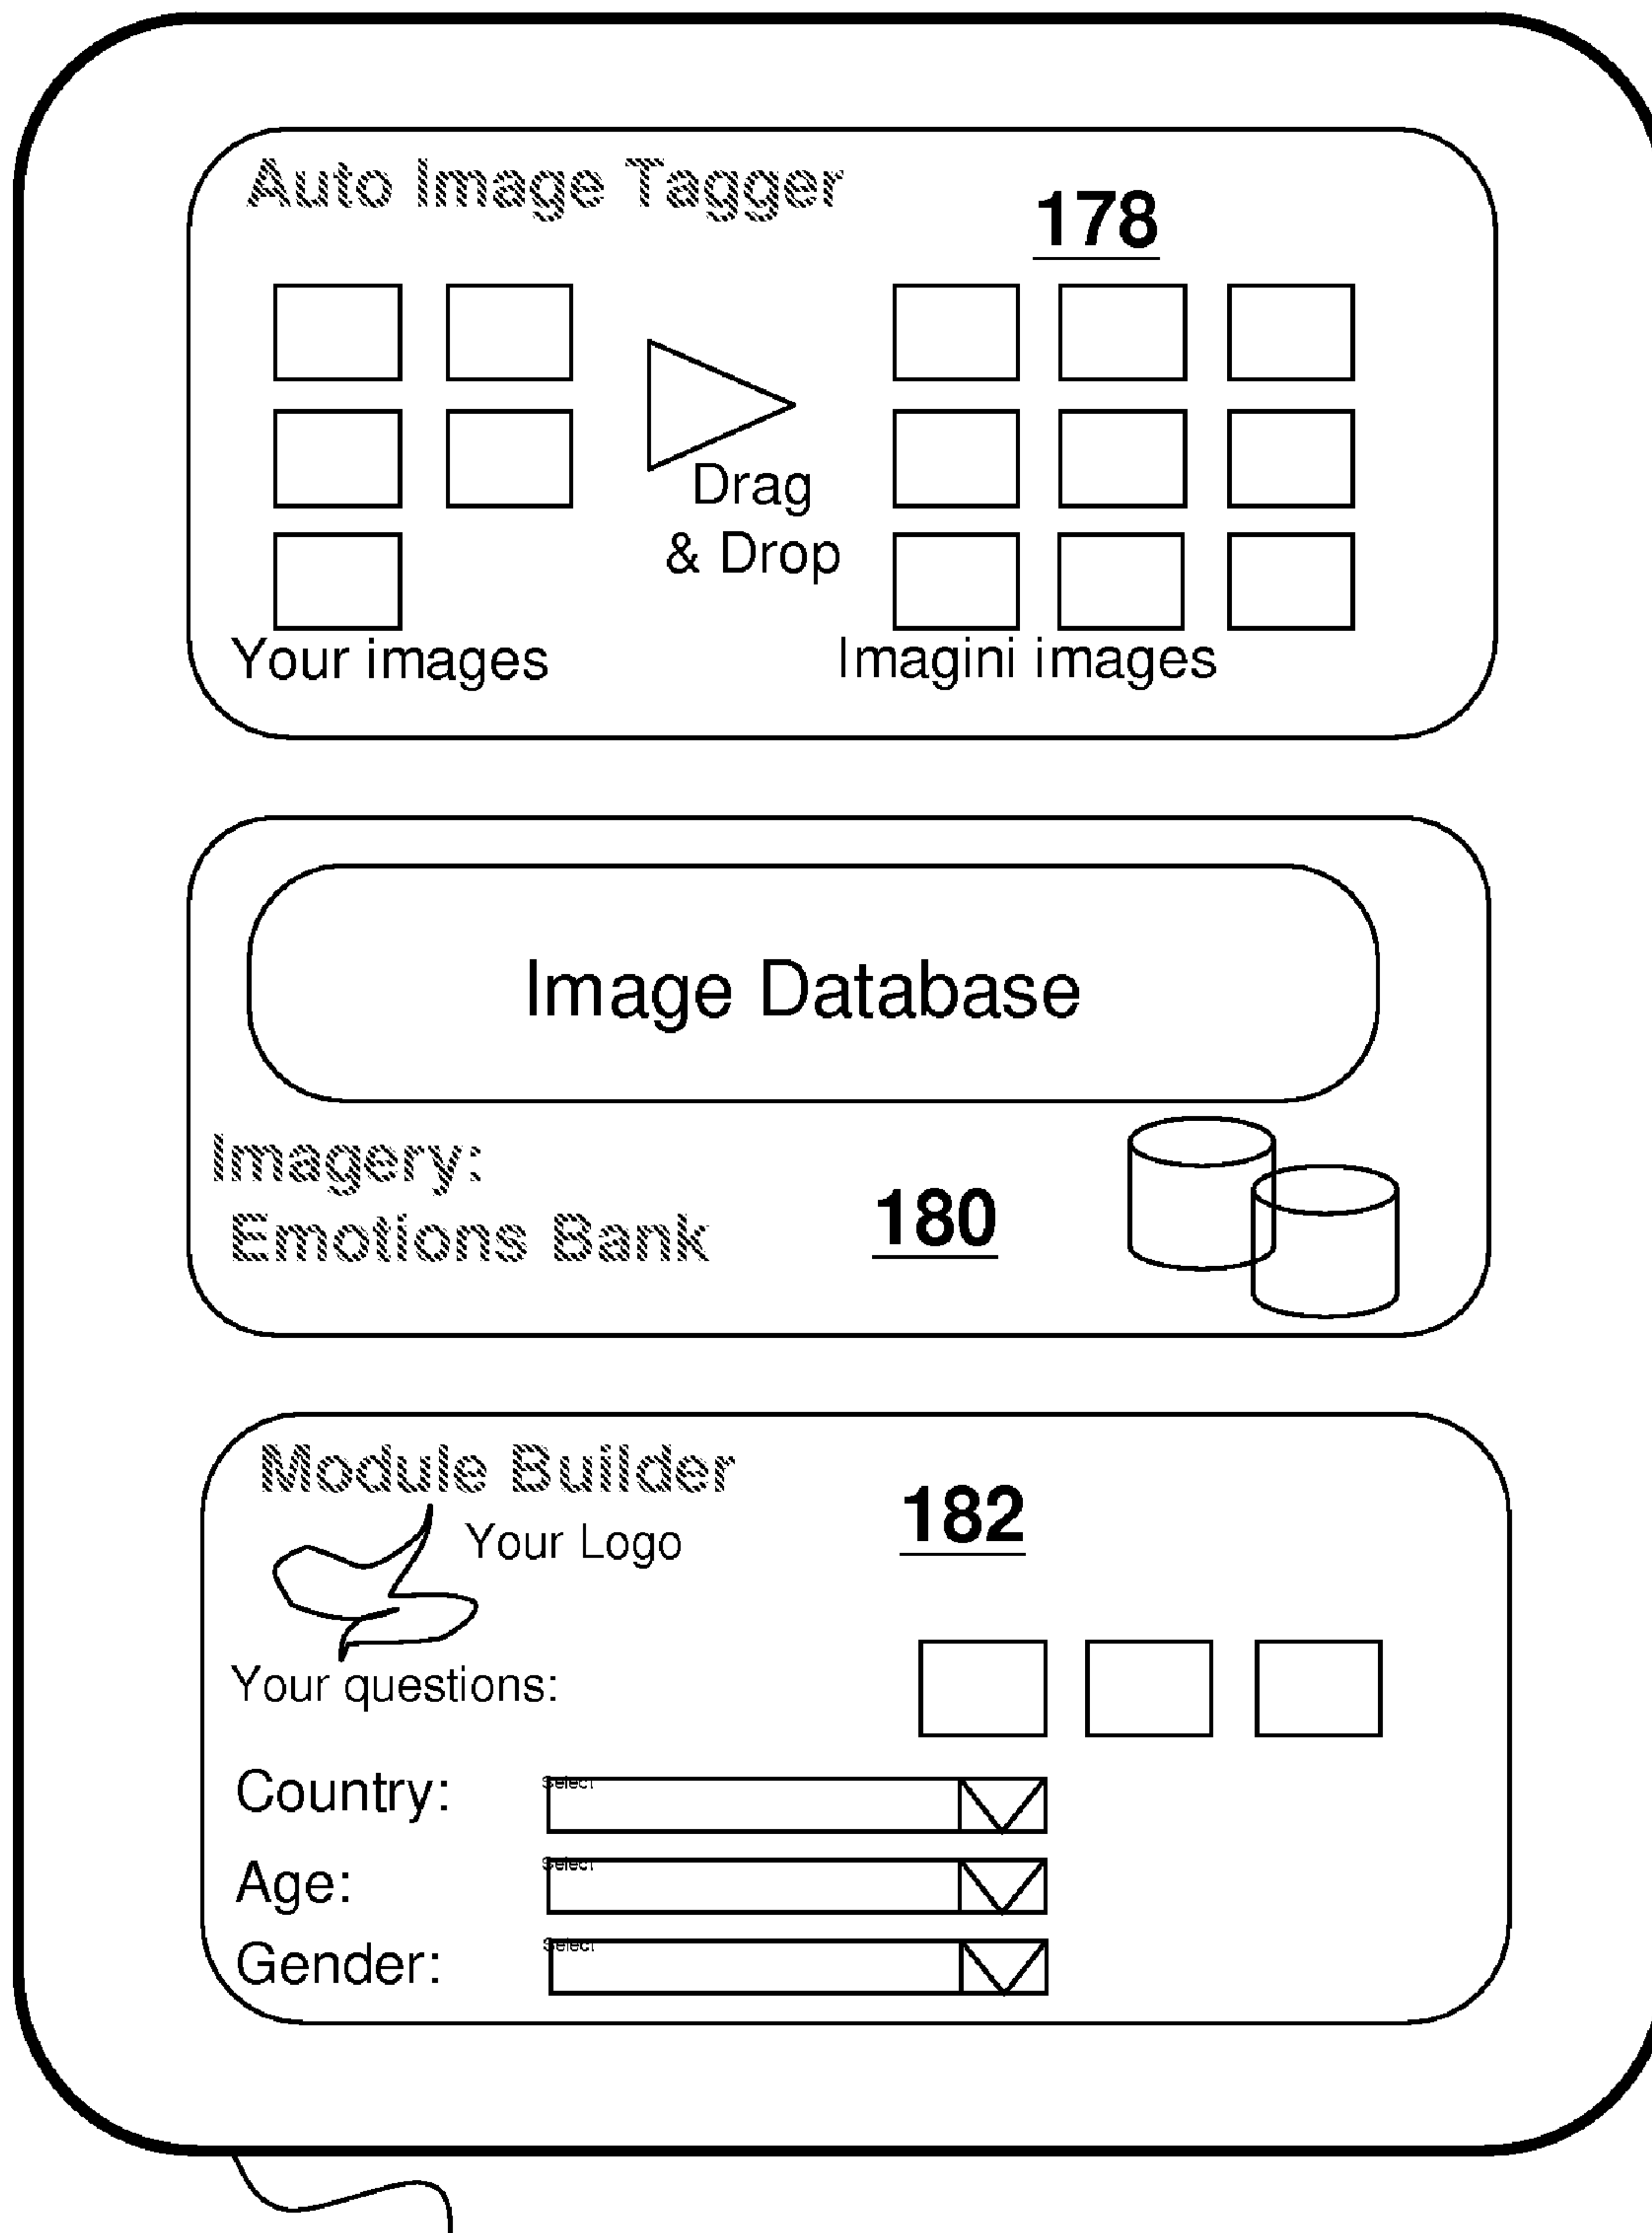 Auto Image Tagger
178
Drag
& Drop
Your images
Imagini images
Image Database
Imagery:
Emotions Bank
180
Module Builder
182
Your Logo
Your questions:
Country:
Select
Age:
Select
Gender:
Select